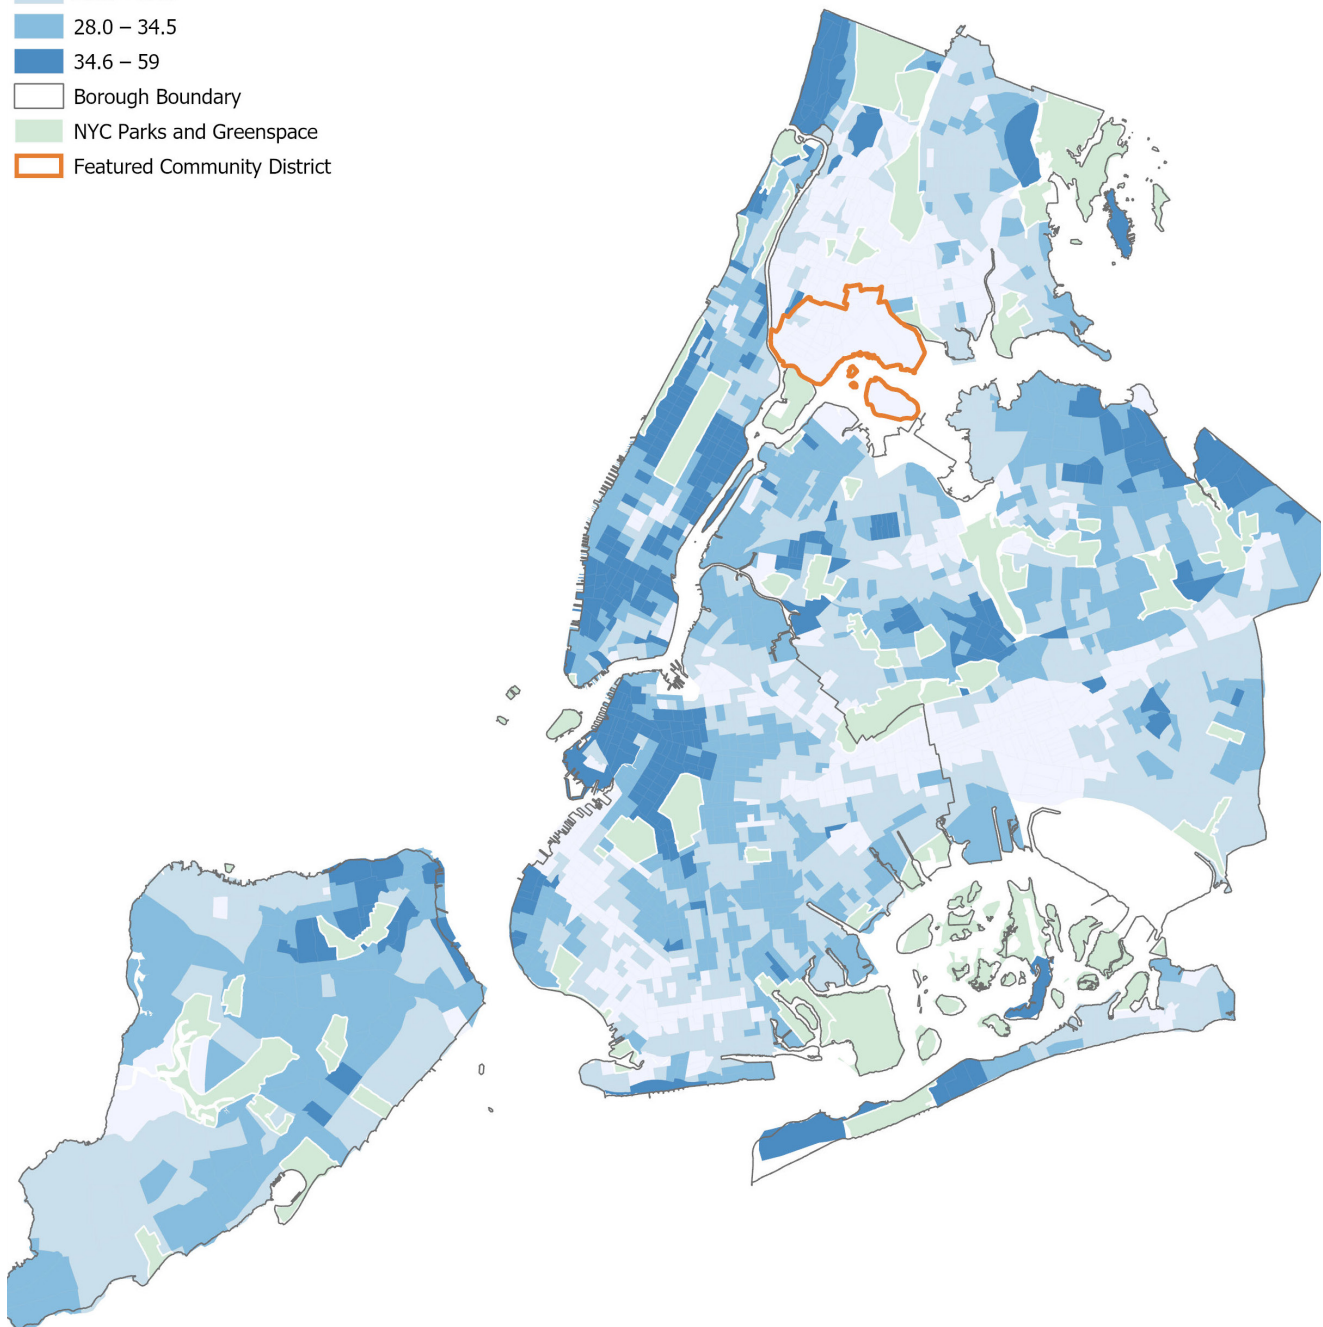 28.0 – 34.5
34.6 – 59
Borough Boundary
NYC Parks and Greenspace
Featured Community District